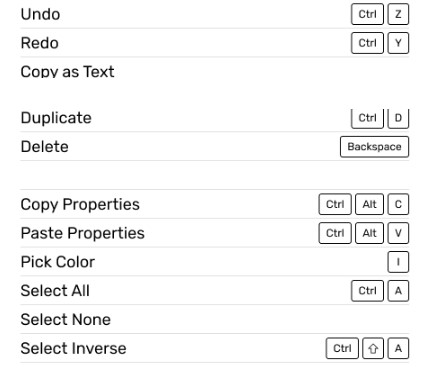 Undo Ctrl Z
Redo Ctrl Y
Copy as Text
Duplicate Ctrl D
Delete Backspace
Copy Properties Ctrl Alt C
Paste Properties Ctrl Alt V
Pick Color I
Select All Ctrl A
Select None
Select Inverse Ctrl ⇧ A